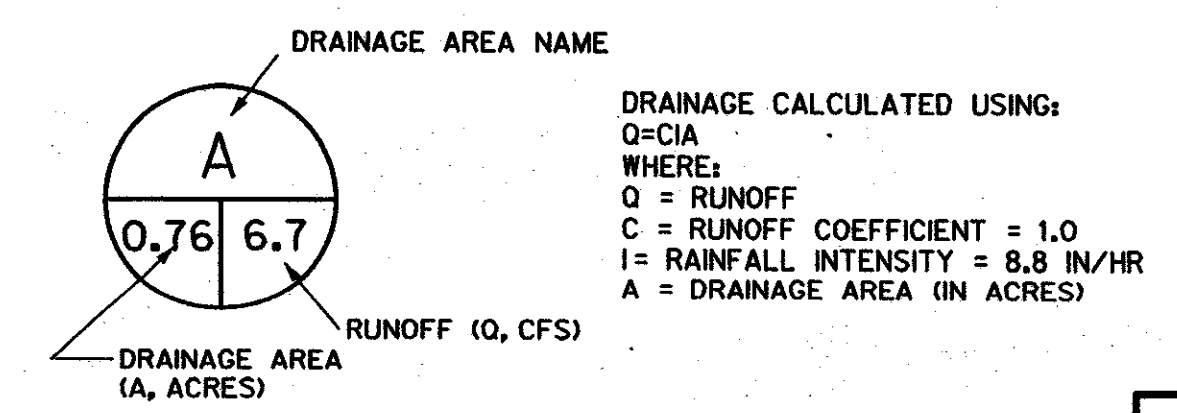 DRAINAGE AREA NAME
A
0.76 6.7
RUNOFF (Q, CFS)
DRAINAGE AREA
(A, ACRES)
DRAINAGE CALCULATED USING:
Q=CIA
WHERE:
Q = RUNOFF
C = RUNOFF COEFFICIENT = 1.0
I= RAINFALL INTENSITY = 8.8 IN/HR
A = DRAINAGE AREA (IN ACRES)